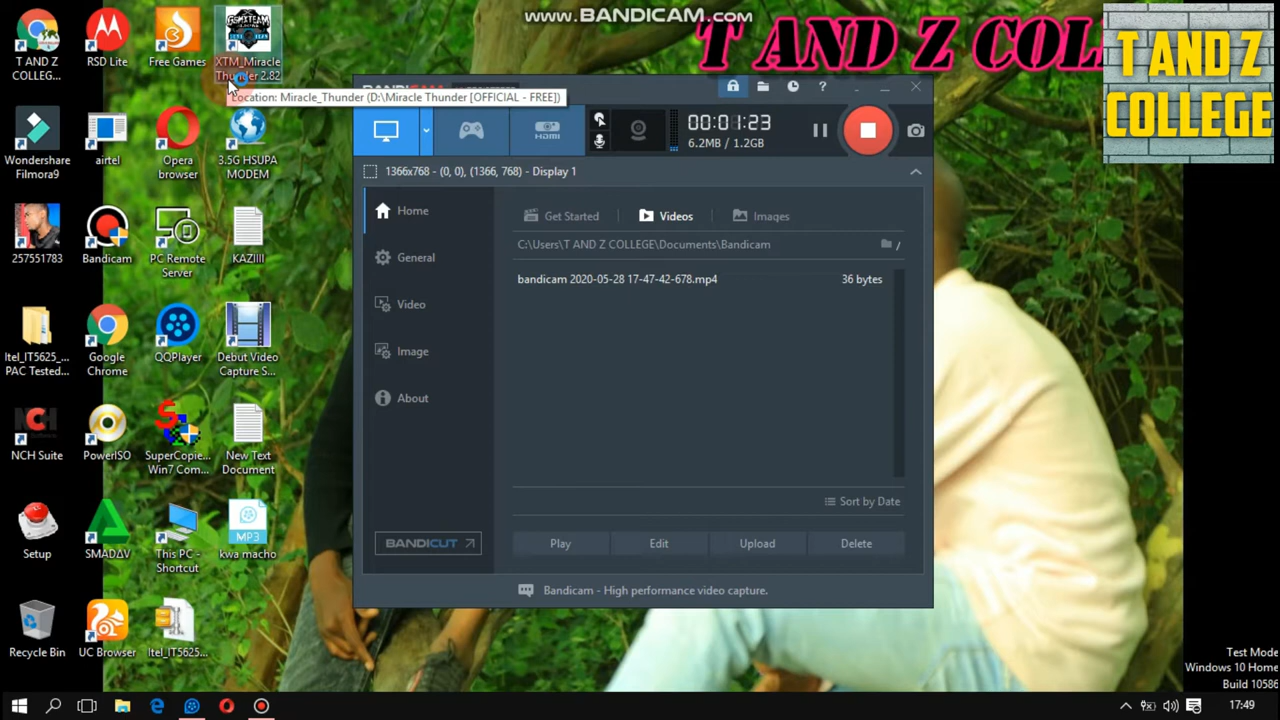 www.BANDICAM.com
T AND Z COL
T AND Z
COLLEGE
T AND Z
COLLEG...
RSD Lite
Free Games
XTM_Miracle
Thunder 2.82
Location: Miracle_Thunder (D:\Miracle Thunder [OFFICIAL - FREE])
Wondershare
Filmora9
airtel
Opera
browser
3.5G HSUPA
MODEM
257551783
Bandicam
PC Remote
Server
KAZIIII
Itel_IT5625_...
PAC Tested...
Google
Chrome
QQPlayer
Debut Video
Capture S...
NCH
NCH Suite
PowerISO
SuperCopie...
Win7 Com...
New Text
Document
Setup
SMADΔV
This PC -
Shortcut
MP3
kwa macho
Recycle Bin
UC Browser
Itel_IT5625...
HDMI
00:01:23
6.2MB / 1.2GB
1366x768 - (0, 0), (1366, 768) - Display 1
Home
General
Video
Image
About
BANDICUT
Get Started
Videos
Images
C:\Users\T AND Z COLLEGE\Documents\Bandicam
/
bandicam 2020-05-28 17-47-42-678.mp4
36 bytes
Sort by Date
Play
Edit
Upload
Delete
Bandicam - High performance video capture.
Test Mode
Windows 10 Home
Build 10586
17:49